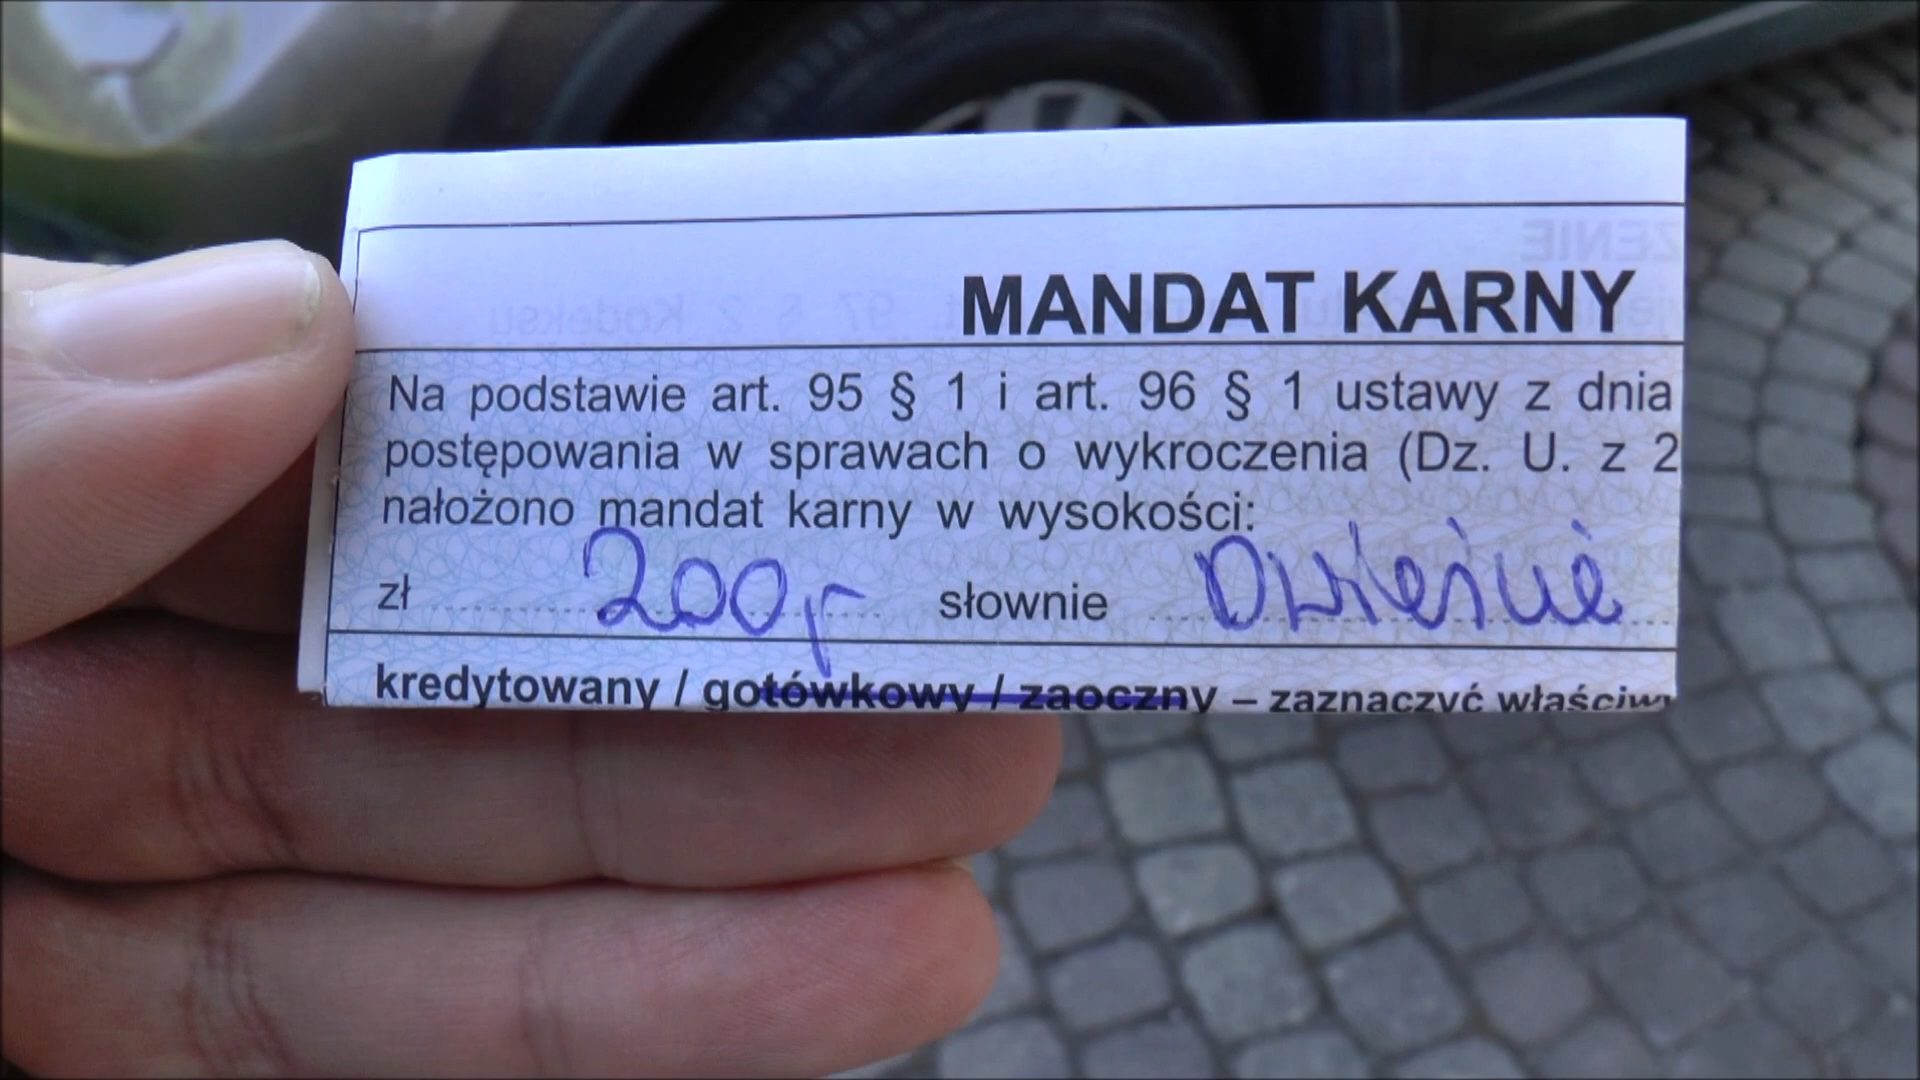 MANDAT KARNY
Na podstawie art. 95 § 1 i art. 96 § 1 ustawy z dnia
postępowania w sprawach o wykroczenia (Dz. U. z 2
nałożono mandat karny w wysokości:
zł 200,- słownie Dwieście
kredytowany / gotówkowy / zaoczny – zaznaczyć właściw